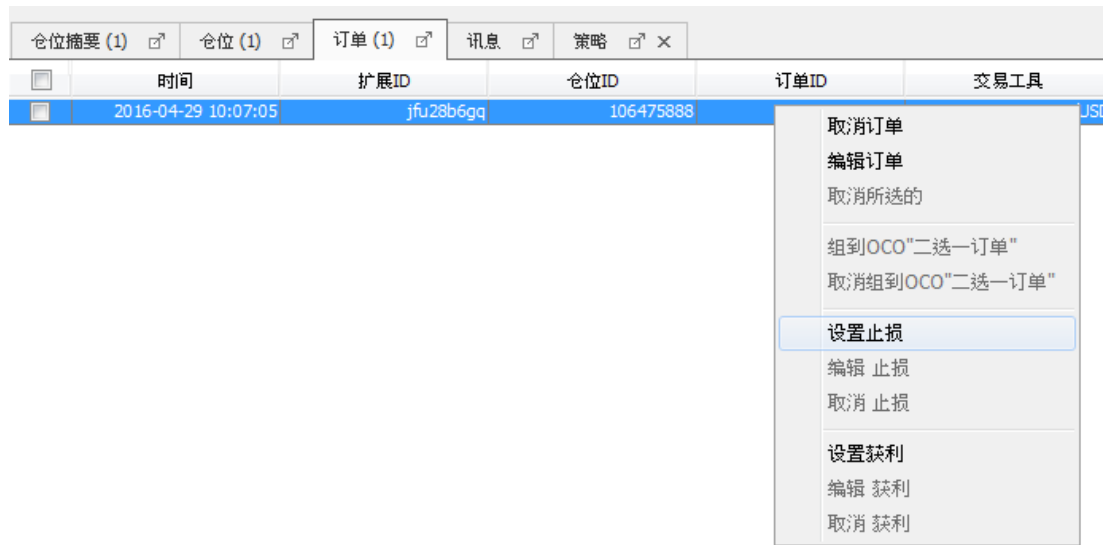 仓位摘要 (1) 仓位 (1) 订单 (1) 讯息 策略
时间 扩展ID 仓位ID 订单ID 交易工具
2016-04-29 10:07:05 jfu28b6gq 106475888
取消订单
编辑订单
取消所选的
组到OCO"二选一订单"
取消组到OCO"二选一订单"
设置止损
编辑 止损
取消 止损
设置获利
编辑 获利
取消 获利